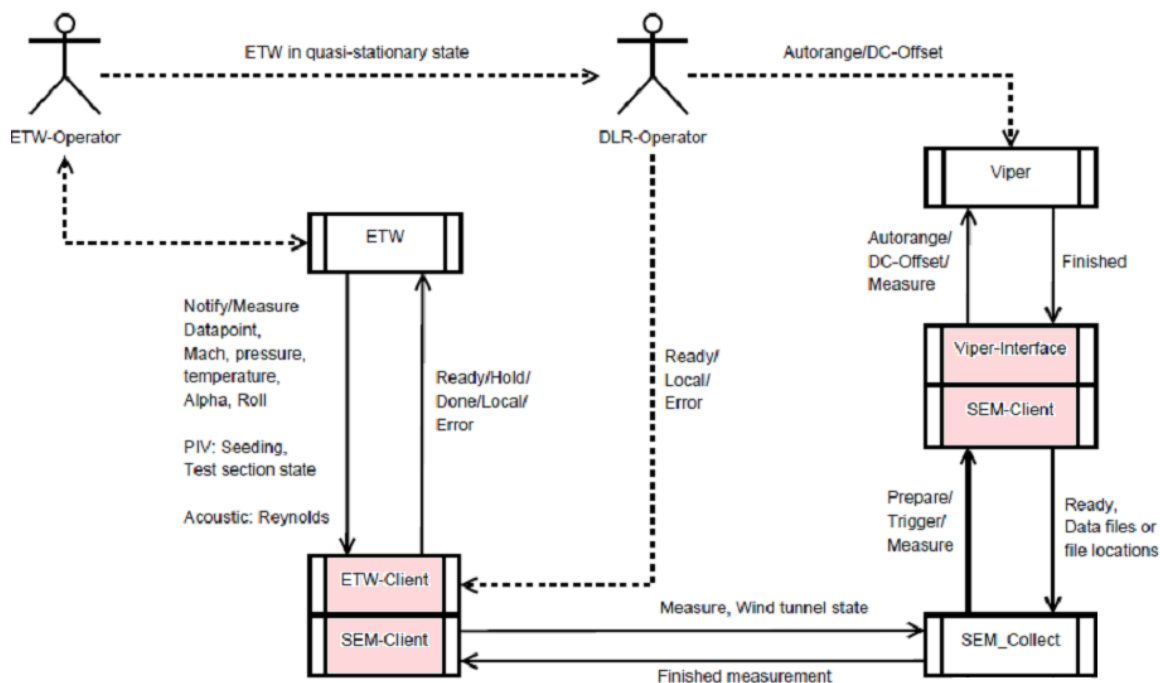 ETW in quasi-stationary state
Autorange/DC-Offset
ETW-Operator
DLR-Operator
Viper
ETW
Autorange/
DC-Offset/
Measure
Finished
Notify/Measure
Datapoint,
Mach, pressure,
temperature,
Alpha, Roll
PIV: Seeding,
Test section state
Acoustic: Reynolds
Ready/Hold/
Done/Local/
Error
Ready/
Local/
Error
Viper-Interface
SEM-Client
Prepare/
Trigger/
Measure
Ready,
Data files or
file locations
ETW-Client
SEM-Client
Measure, Wind tunnel state
SEM_Collect
Finished measurement